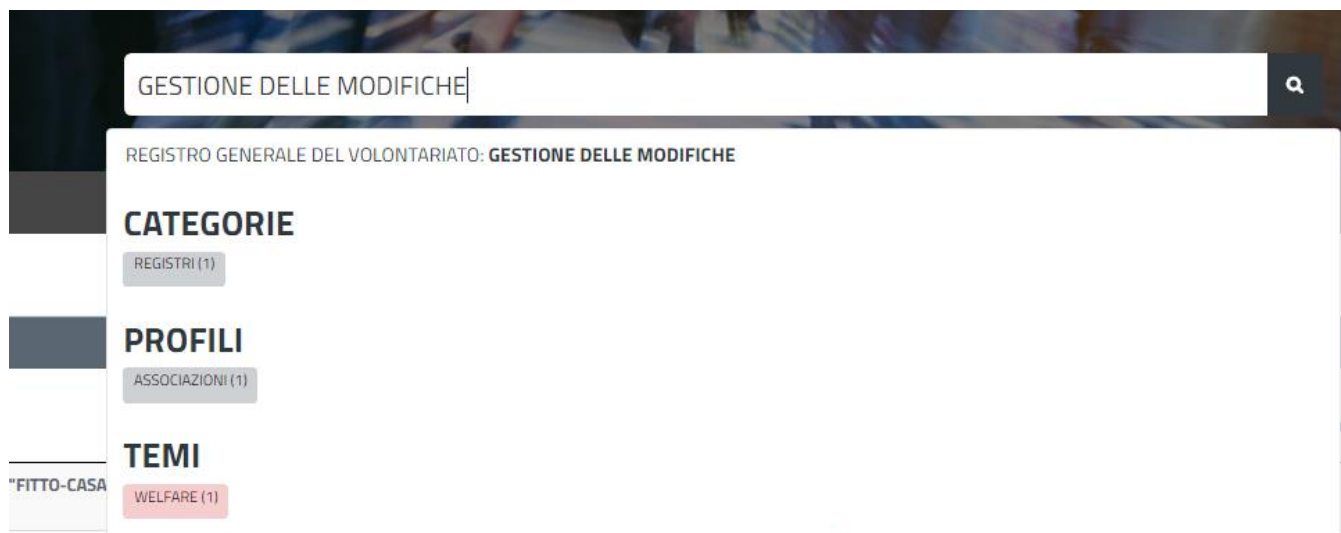 GESTIONE DELLE MODIFICHE
REGISTRO GENERALE DEL VOLONTARIATO: GESTIONE DELLE MODIFICHE
CATEGORIE
REGISTRI (1)
PROFILI
ASSOCIAZIONI (1)
TEMI
"FITTO-CASA
WELFARE (1)